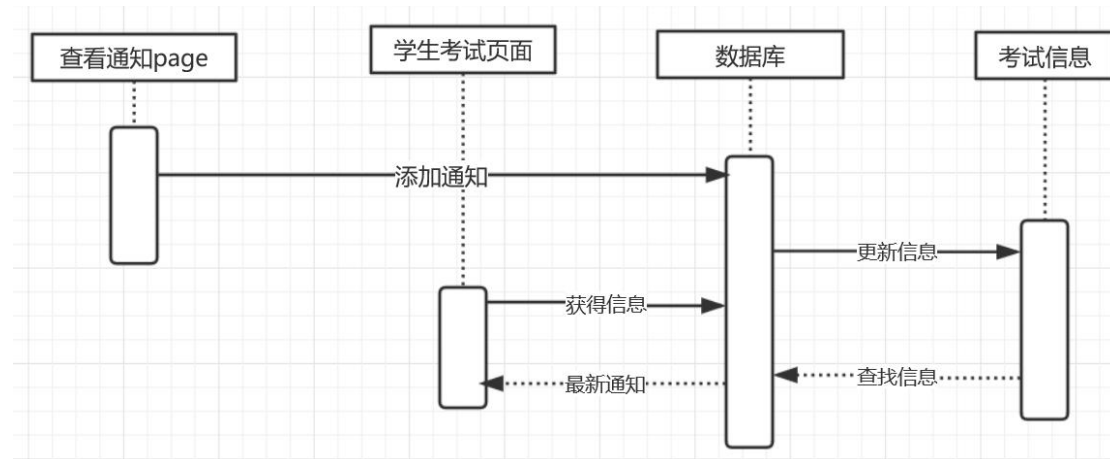 查看通知page
学生考试页面
数据库
考试信息
添加通知
更新信息
获得信息
查找信息
最新通知